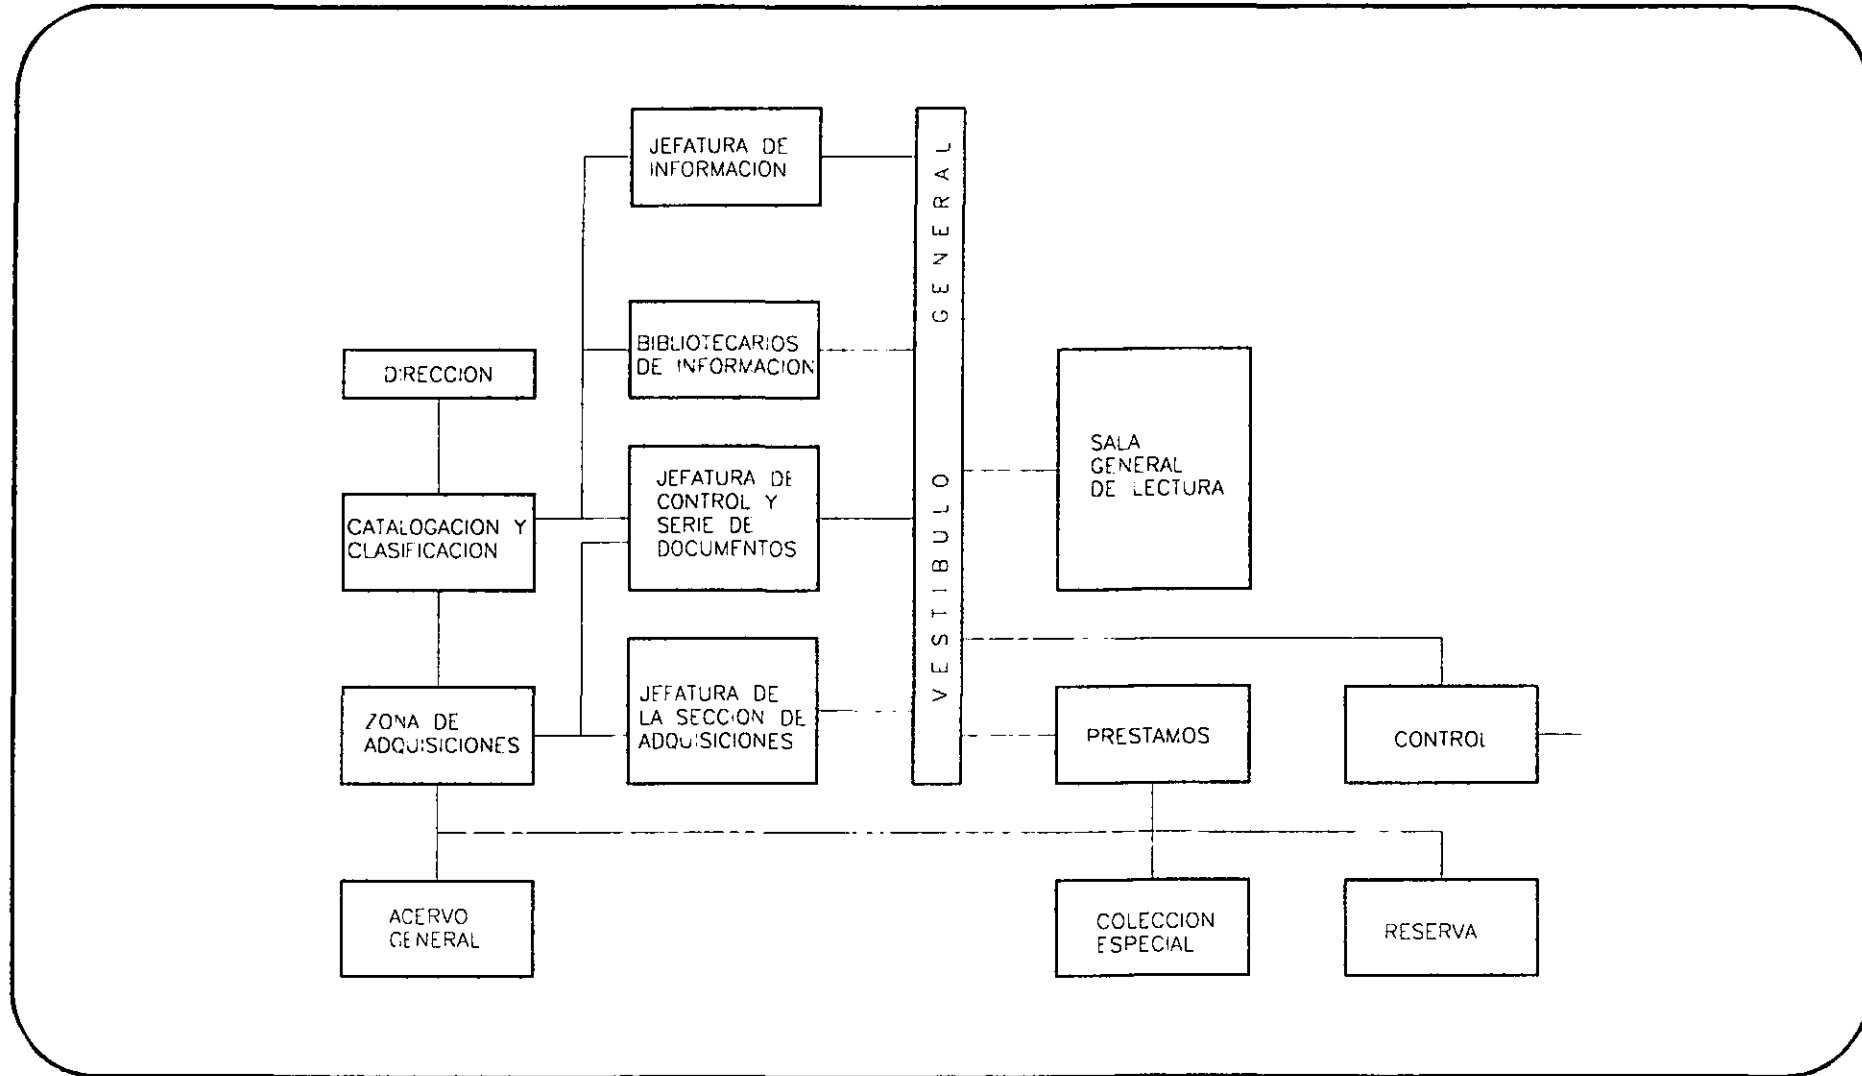 JEFATURA DE
INFORMACION
BIBLIOTECARIOS
DE INFORMACION
DIRECCION
JEFATURA DE
CONTROL Y
SERIE DE
DOCUMENTOS
CATALOGACION Y
CLASIFICACION
JEFATURA DE
LA SECCION DE
ADQUISICIONES
ZONA DE
ADQUISICIONES
VESTIBULO GENERAL
SALA
GENERAL
DE LECTURA
PRESTAMOS
CONTROL
ACERVO
GENERAL
COLECCION
ESPECIAL
RESERVA